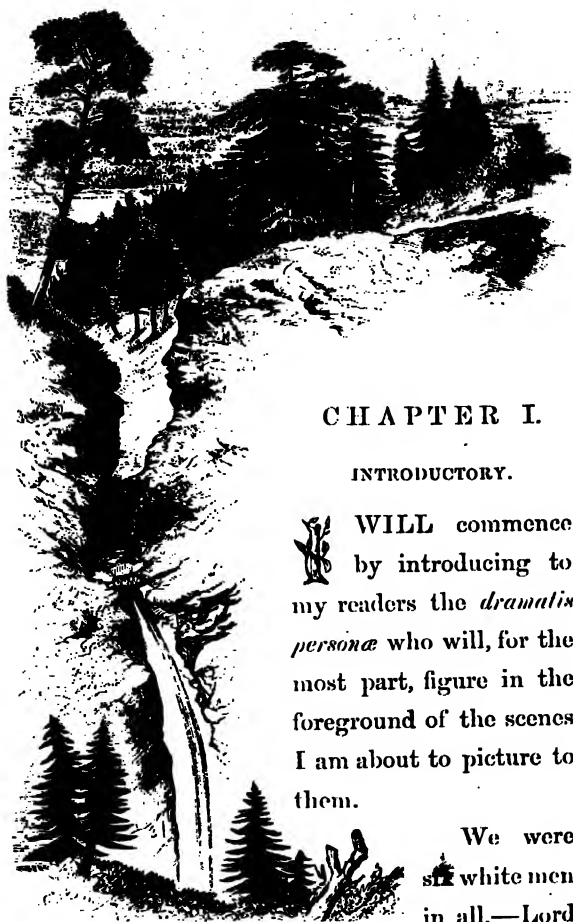 CHAPTER I.
INTRODUCTORY.
I WILL commence
by introducing to
my readers the dramatis
personæ who will, for the
most part, figure in the
foreground of the scenes
I am about to picture to
them.
We were
six white men
in all,—Lord